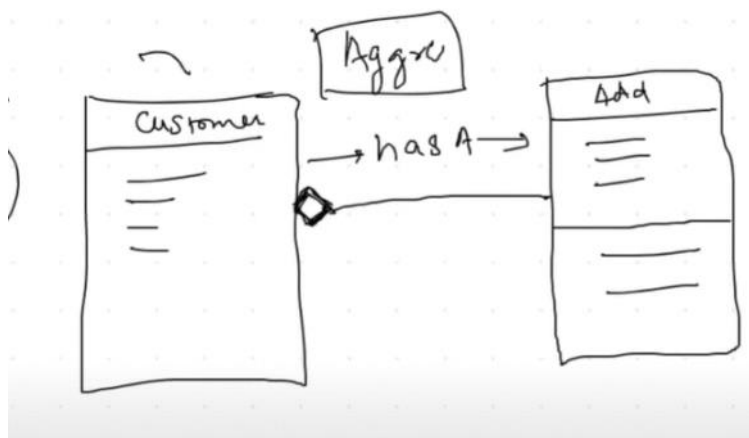 Aggre
Customer
→ has A →
Add